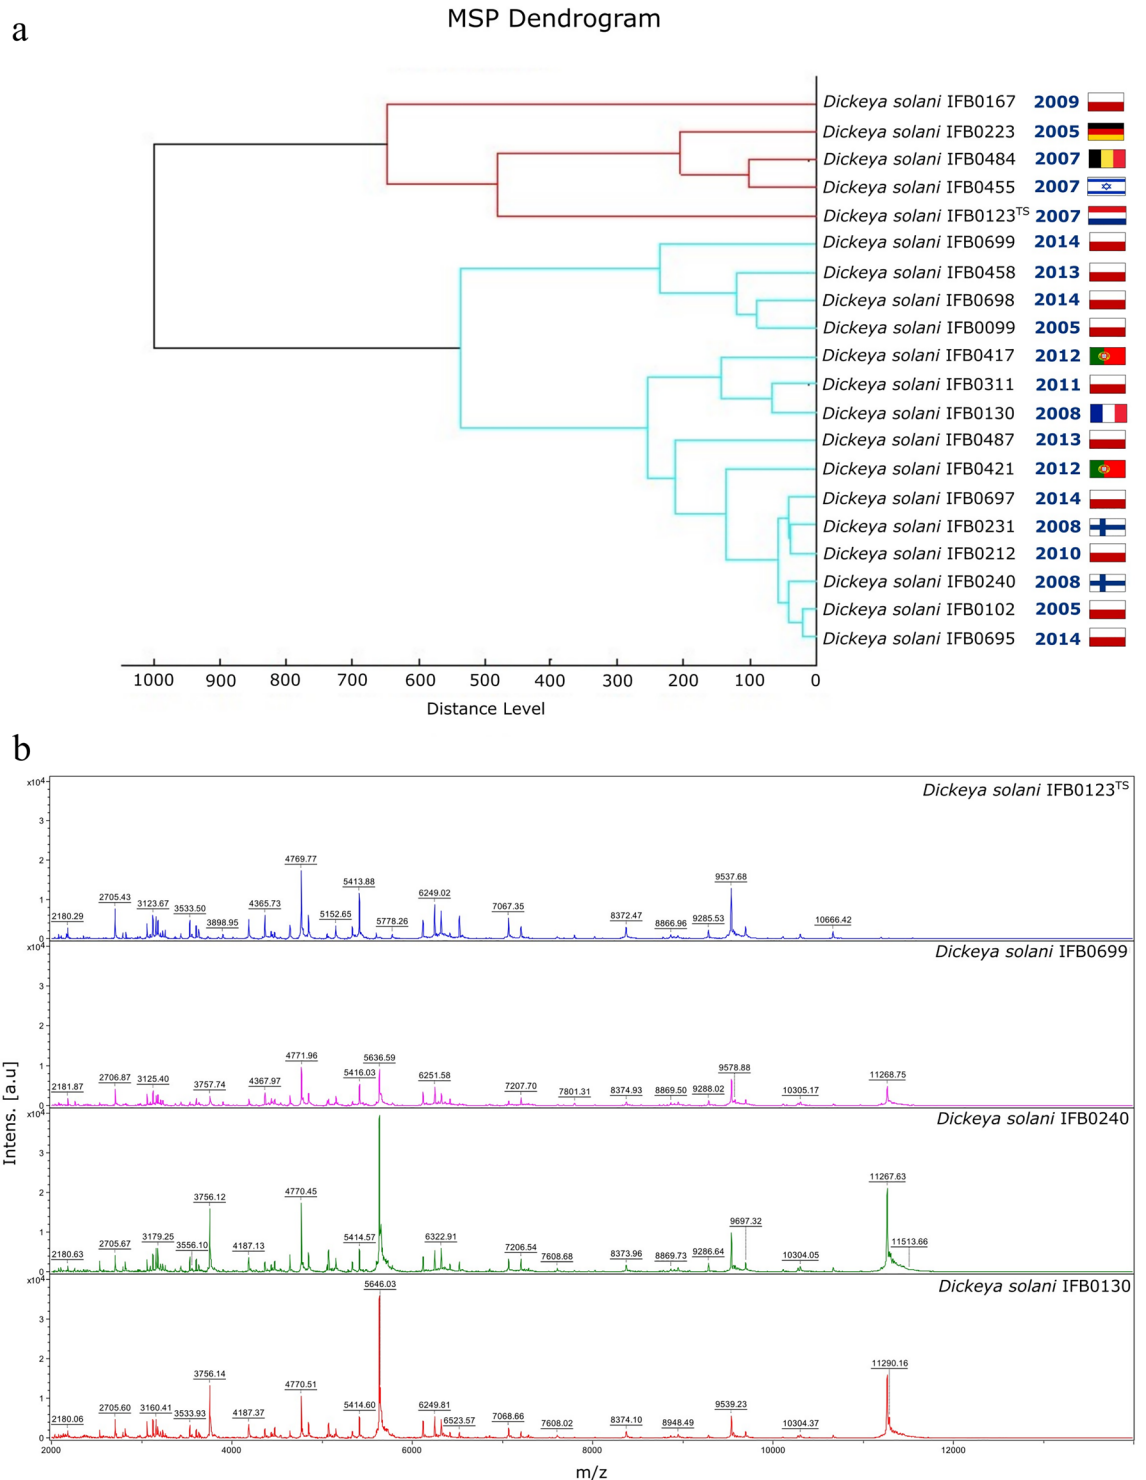 a
MSP Dendrogram
Dickeya solani IFB0167 2009
Dickeya solani IFB0223 2005
Dickeya solani IFB0484 2007
Dickeya solani IFB0455 2007
Dickeya solani IFB0123TS 2007
Dickeya solani IFB0699 2014
Dickeya solani IFB0458 2013
Dickeya solani IFB0698 2014
Dickeya solani IFB0099 2005
Dickeya solani IFB0417 2012
Dickeya solani IFB0311 2011
Dickeya solani IFB0130 2008
Dickeya solani IFB0487 2013
Dickeya solani IFB0421 2012
Dickeya solani IFB0697 2014
Dickeya solani IFB0231 2008
Dickeya solani IFB0212 2010
Dickeya solani IFB0240 2008
Dickeya solani IFB0102 2005
Dickeya solani IFB0695 2014
1000 900 800 700 600 500 400 300 200 100 0
Distance Level
b
Intens. [a.u]
x10⁴
3
2
1
0
Dickeya solani IFB0123TS
2180.29 2705.43 3123.67 3533.50 3898.95 4365.73 4769.77 5152.65 5413.88 5778.26 6249.02 7067.35 8372.47 8866.96 9285.53 9537.68 10666.42
x10⁴
3
2
1
0
Dickeya solani IFB0699
2181.87 2706.87 3125.40 3757.74 4367.97 4771.96 5416.03 5636.59 6251.58 7207.70 7801.31 8374.93 8869.50 9288.02 9578.88 10305.17 11268.75
x10⁴
3
2
1
0
Dickeya solani IFB0240
2180.63 2705.67 3179.25 3556.10 3756.12 4187.13 4770.45 5414.57 6322.91 7206.54 7608.68 8373.96 8869.73 9286.64 9697.32 10304.05 11267.63 11513.66
x10⁴
3
2
1
0
Dickeya solani IFB0130
2180.06 2705.60 3160.41 3533.93 3756.14 4187.37 4770.51 5414.60 5646.03 6249.81 6523.57 7068.66 7608.02 8374.10 8948.49 9539.23 10304.37 11290.16
2000 4000 6000 8000 10000 12000
m/z